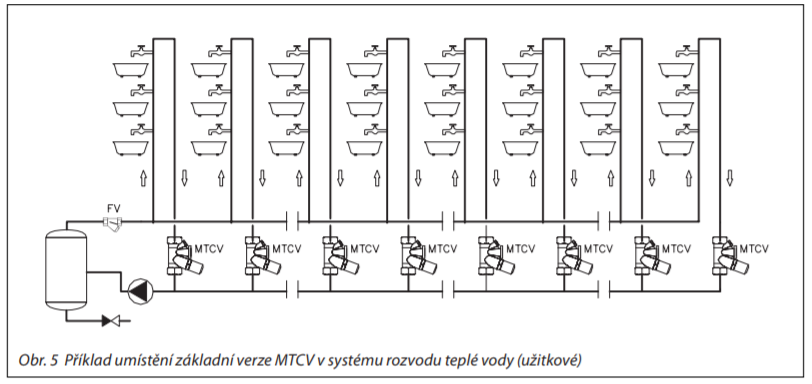 FV
MTCV MTCV MTCV MTCV MTCV MTCV MTCV MTCV
Obr. 5 Příklad umístění základní verze MTCV v systému rozvodu teplé vody (užitkové)